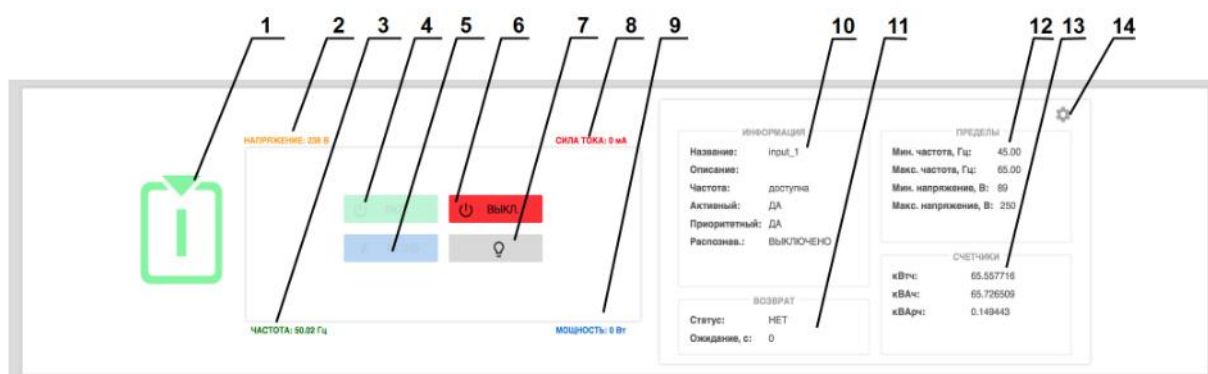 1 2 3 4 5 6 7 8 9 10 11 12 13 14
НАПРЯЖЕНИЕ: 238 В
СИЛА ТОКА: 0 мА
ВЫКЛ.
ЧАСТОТА: 50.02 Гц
МОЩНОСТЬ: 0 Вт
ИНФОРМАЦИЯ
Название: input_1
Описание:
Частота: доступна
Активный: ДА
Приоритетный: ДА
Распознав.: ВЫКЛЮЧЕНО
ВОЗВРАТ
Статус: НЕТ
Ожидание, с: 0
ПРЕДЕЛЫ
Мин. частота, Гц: 45.00
Макс. частота, Гц: 65.00
Мин. напряжение, В: 89
Макс. напряжение, В: 250
СЧЕТЧИКИ
кВтч: 65.557716
кВАч: 65.726509
кВАрч: 0.149443